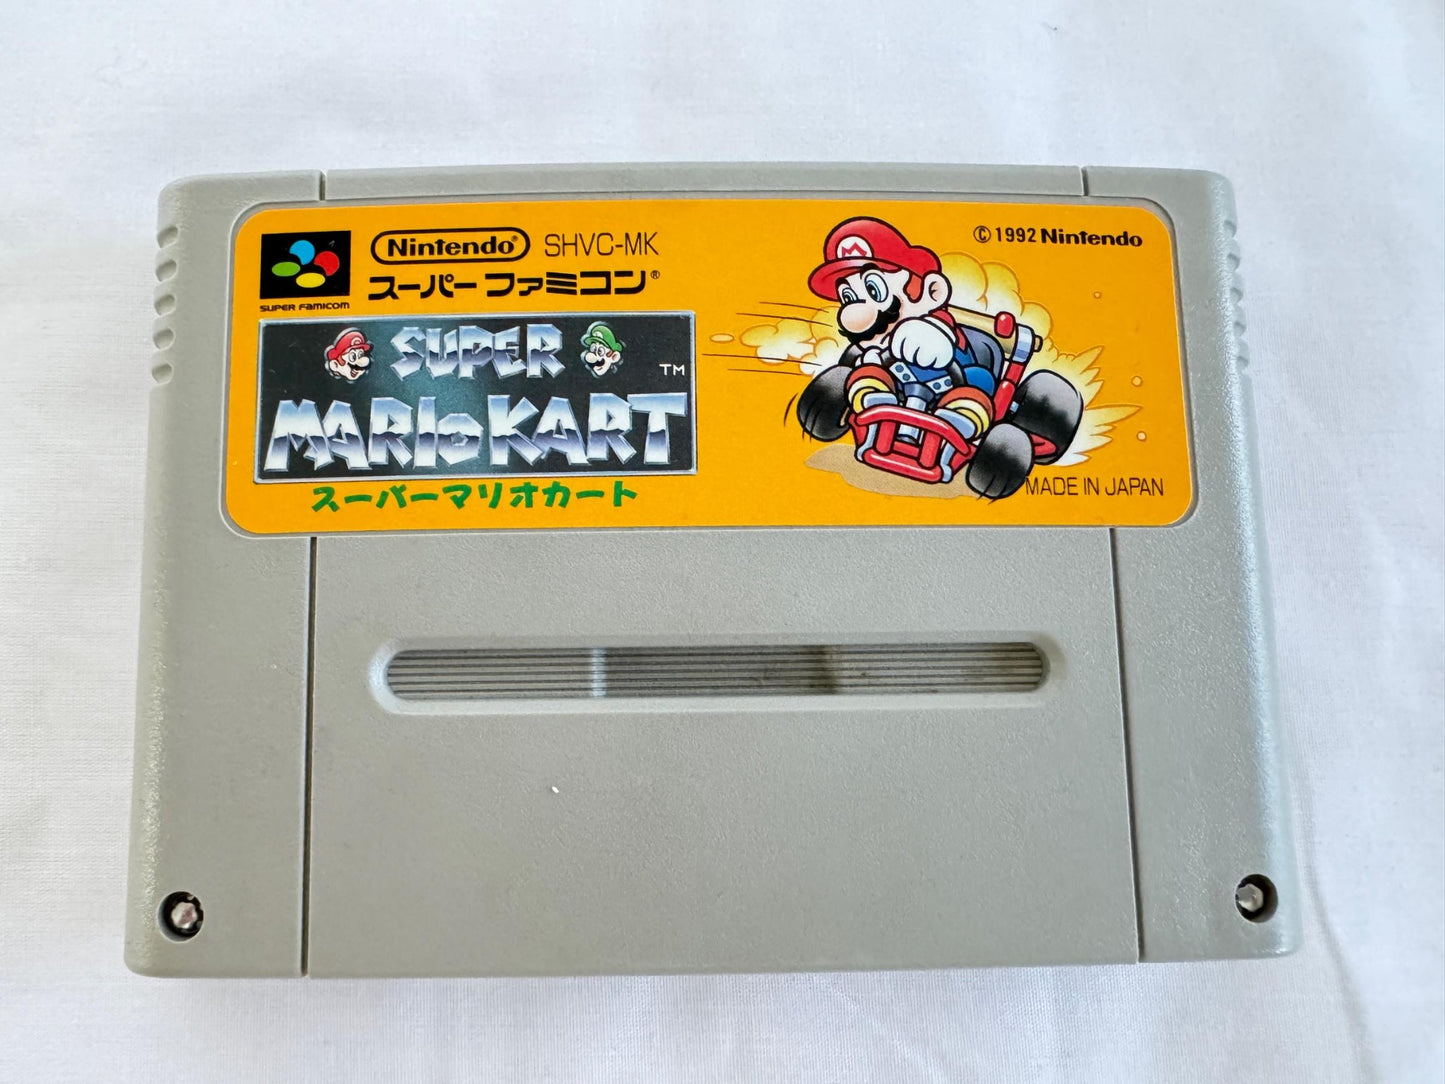 Nintendo® SHVC-MK
スーパーファミコン®
SUPER FAMICOM
SUPER
MARIO KART ™
スーパーマリオカート
M
© 1992 Nintendo
MADE IN JAPAN